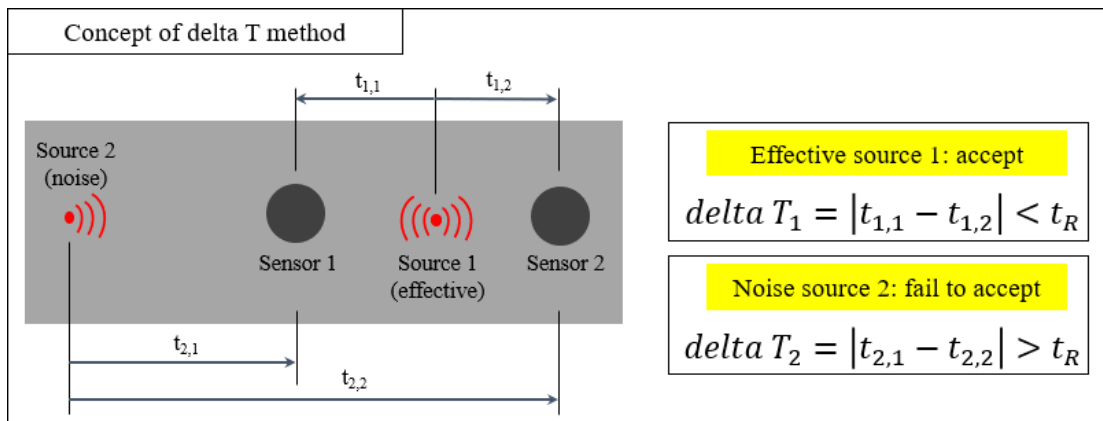 Concept of delta T method
t₁,₁
t₁,₂
Source 2
(noise)
Sensor 1
Source 1
(effective)
Sensor 2
t₂,₁
t₂,₂
Effective source 1: accept
delta T₁ = |t₁,₁ − t₁,₂| < t_R
Noise source 2: fail to accept
delta T₂ = |t₂,₁ − t₂,₂| > t_R